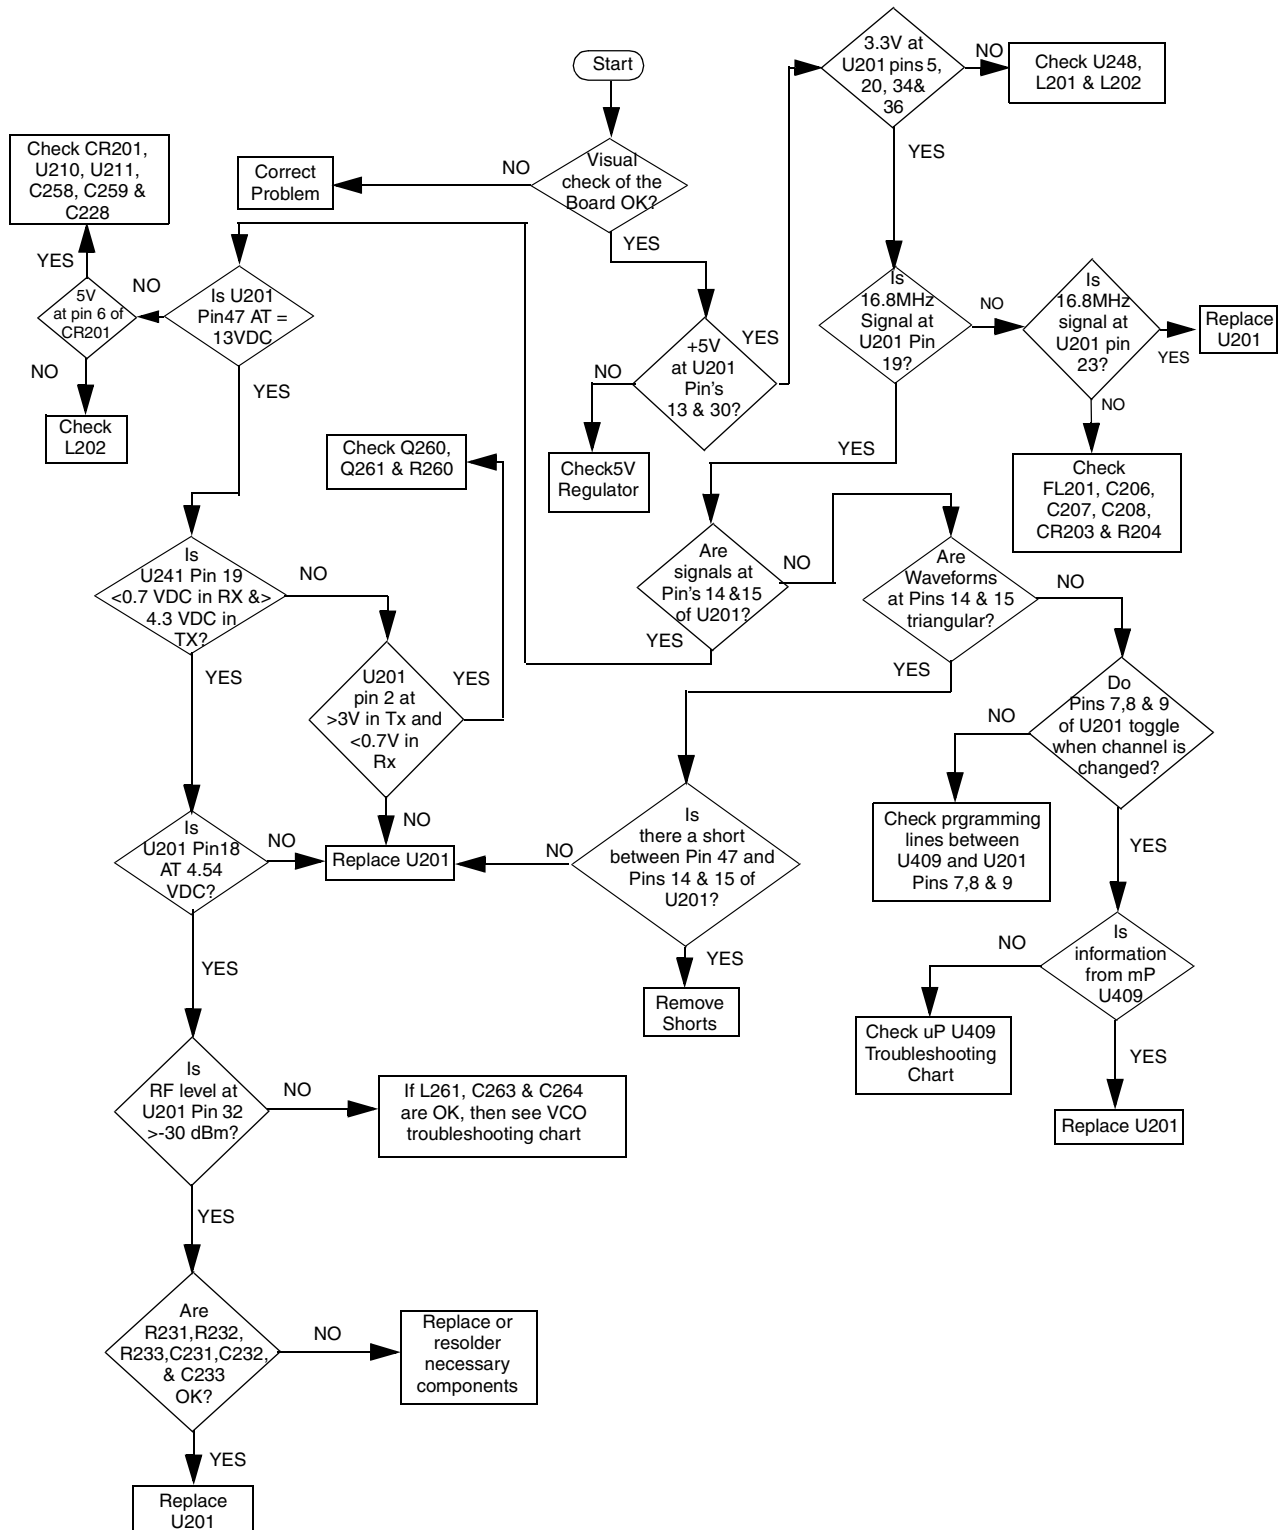 Start
Visual
check of the
Board OK?
NO
Correct
Problem
YES
+5V
at U201
Pin's
13 & 30?
NO
Check5V
Regulator
YES
3.3V at
U201 pins 5,
20, 34&
36
NO
Check U248,
L201 & L202
YES
Is
16.8MHz
Signal at
U201 Pin
19?
NO
Is
16.8MHz
signal at
U201 pin
23?
YES
Replace
U201
NO
Check
FL201, C206,
C207, C208,
CR203 & R204
YES
Are
signals at
Pin's 14 &15
of U201?
NO
Are
Waveforms
at Pins 14 & 15
triangular?
NO
Do
Pins 7,8 & 9
of U201 toggle
when channel is
changed?
NO
Check prgramming
lines between
U409 and U201
Pins 7,8 & 9
YES
Is
information
from mP
U409
NO
Check uP U409
Troubleshooting
Chart
YES
Replace U201
YES
Is
there a short
between Pin 47 and
Pins 14 & 15 of
U201?
NO
YES
Remove
Shorts
YES
Is U201
Pin47 AT =
13VDC
NO
5V
at pin 6 of
CR201
YES
Check CR201,
U210, U211,
C258, C259 &
C228
NO
Check
L202
YES
Is
U241 Pin 19
<0.7 VDC in RX &>
4.3 VDC in
TX?
NO
U201
pin 2 at
>3V in Tx and
<0.7V in
Rx
YES
Check Q260,
Q261 & R260
NO
Replace U201
YES
Is
U201 Pin18
AT 4.54
VDC?
NO
YES
Is
RF level at
U201 Pin 32
>-30 dBm?
NO
If L261, C263 & C264
are OK, then see VCO
troubleshooting chart
YES
Are
R231,R232,
R233,C231,C232,
& C233
OK?
NO
Replace or
resolder
necessary
components
YES
Replace
U201